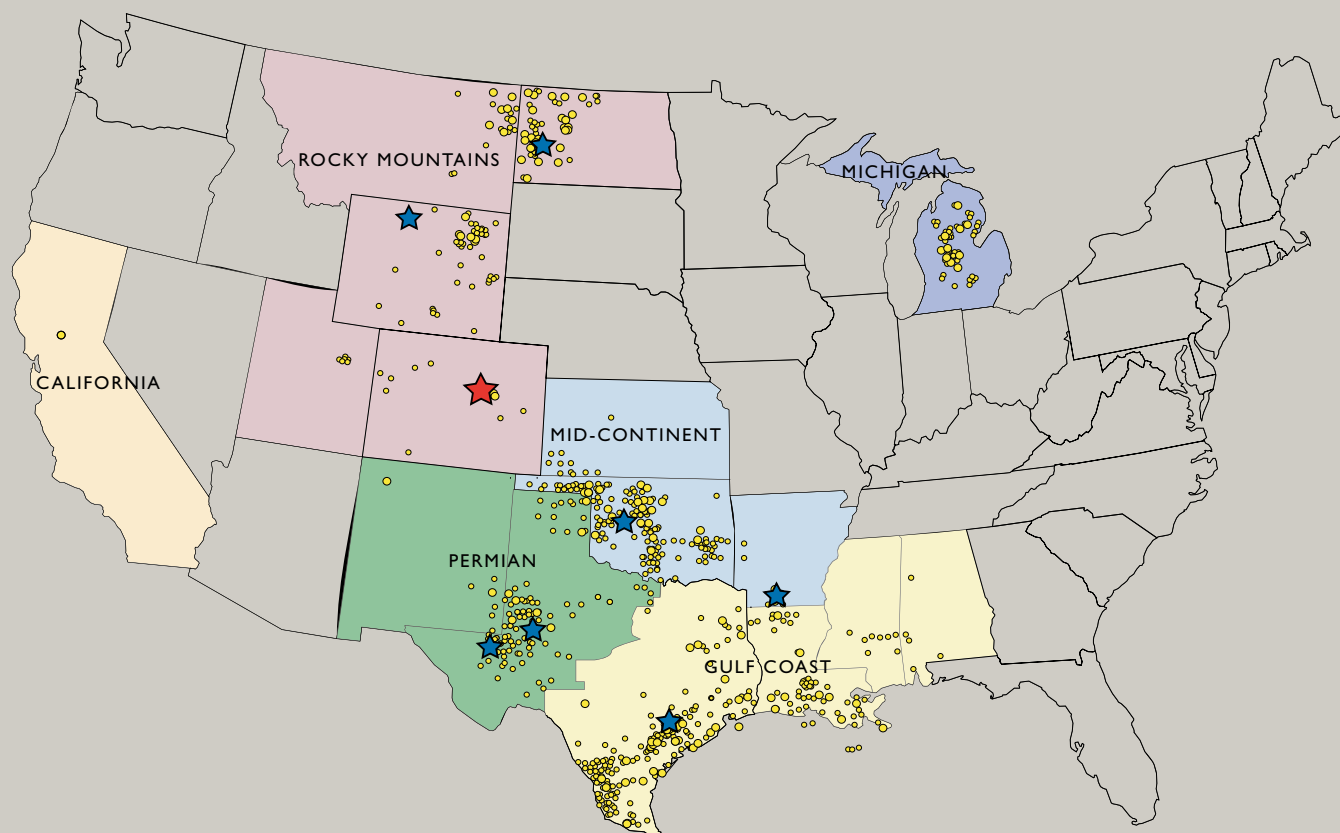 ROCKY MOUNTAINS
MICHIGAN
CALIFORNIA
MID-CONTINENT
PERMIAN
GULF COAST